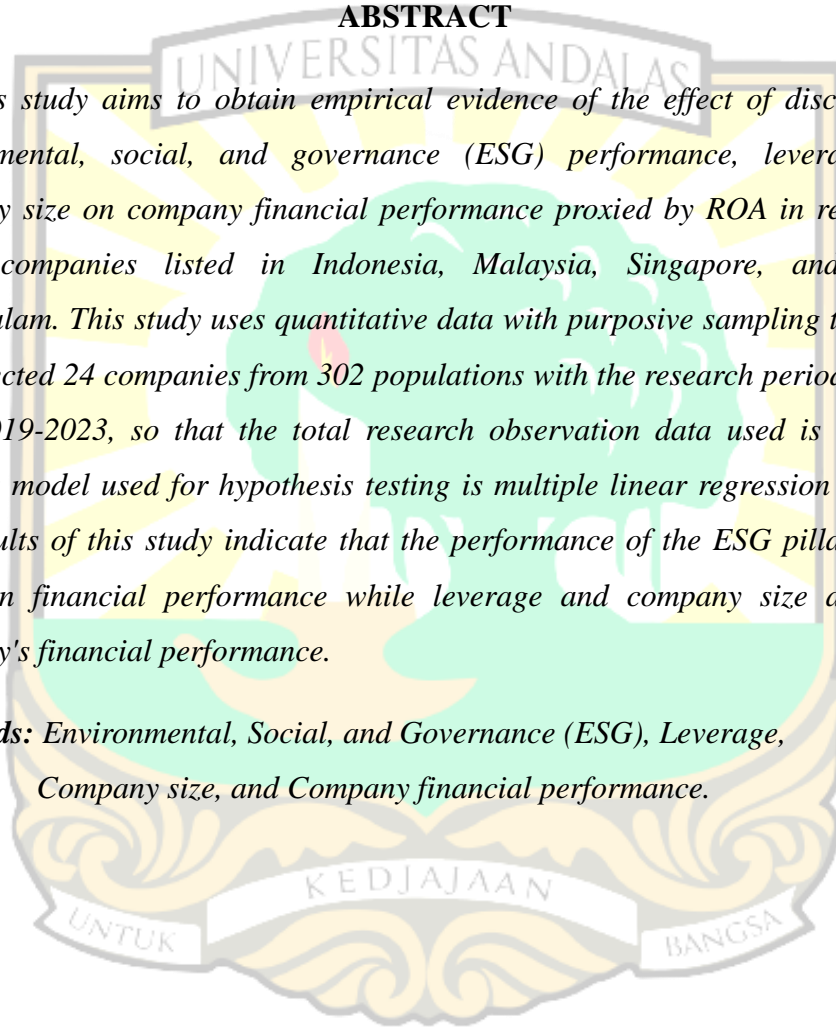 ABSTRACT
UNIVERSITAS ANDALAS
s study aims to obtain empirical evidence of the effect of disc
mental, social, and governance (ESG) performance, levera
y size on company financial performance proxied by ROA in re
companies listed in Indonesia, Malaysia, Singapore, and
alam. This study uses quantitative data with purposive sampling t
cted 24 companies from 302 populations with the research period
019-2023, so that the total research observation data used is
model used for hypothesis testing is multiple linear regression
ults of this study indicate that the performance of the ESG pilla
n financial performance while leverage and company size a
y's financial performance.
ds: Environmental, Social, and Governance (ESG), Leverage,
Company size, and Company financial performance.
KEDJAJAAN
UNTUK
BANGSA